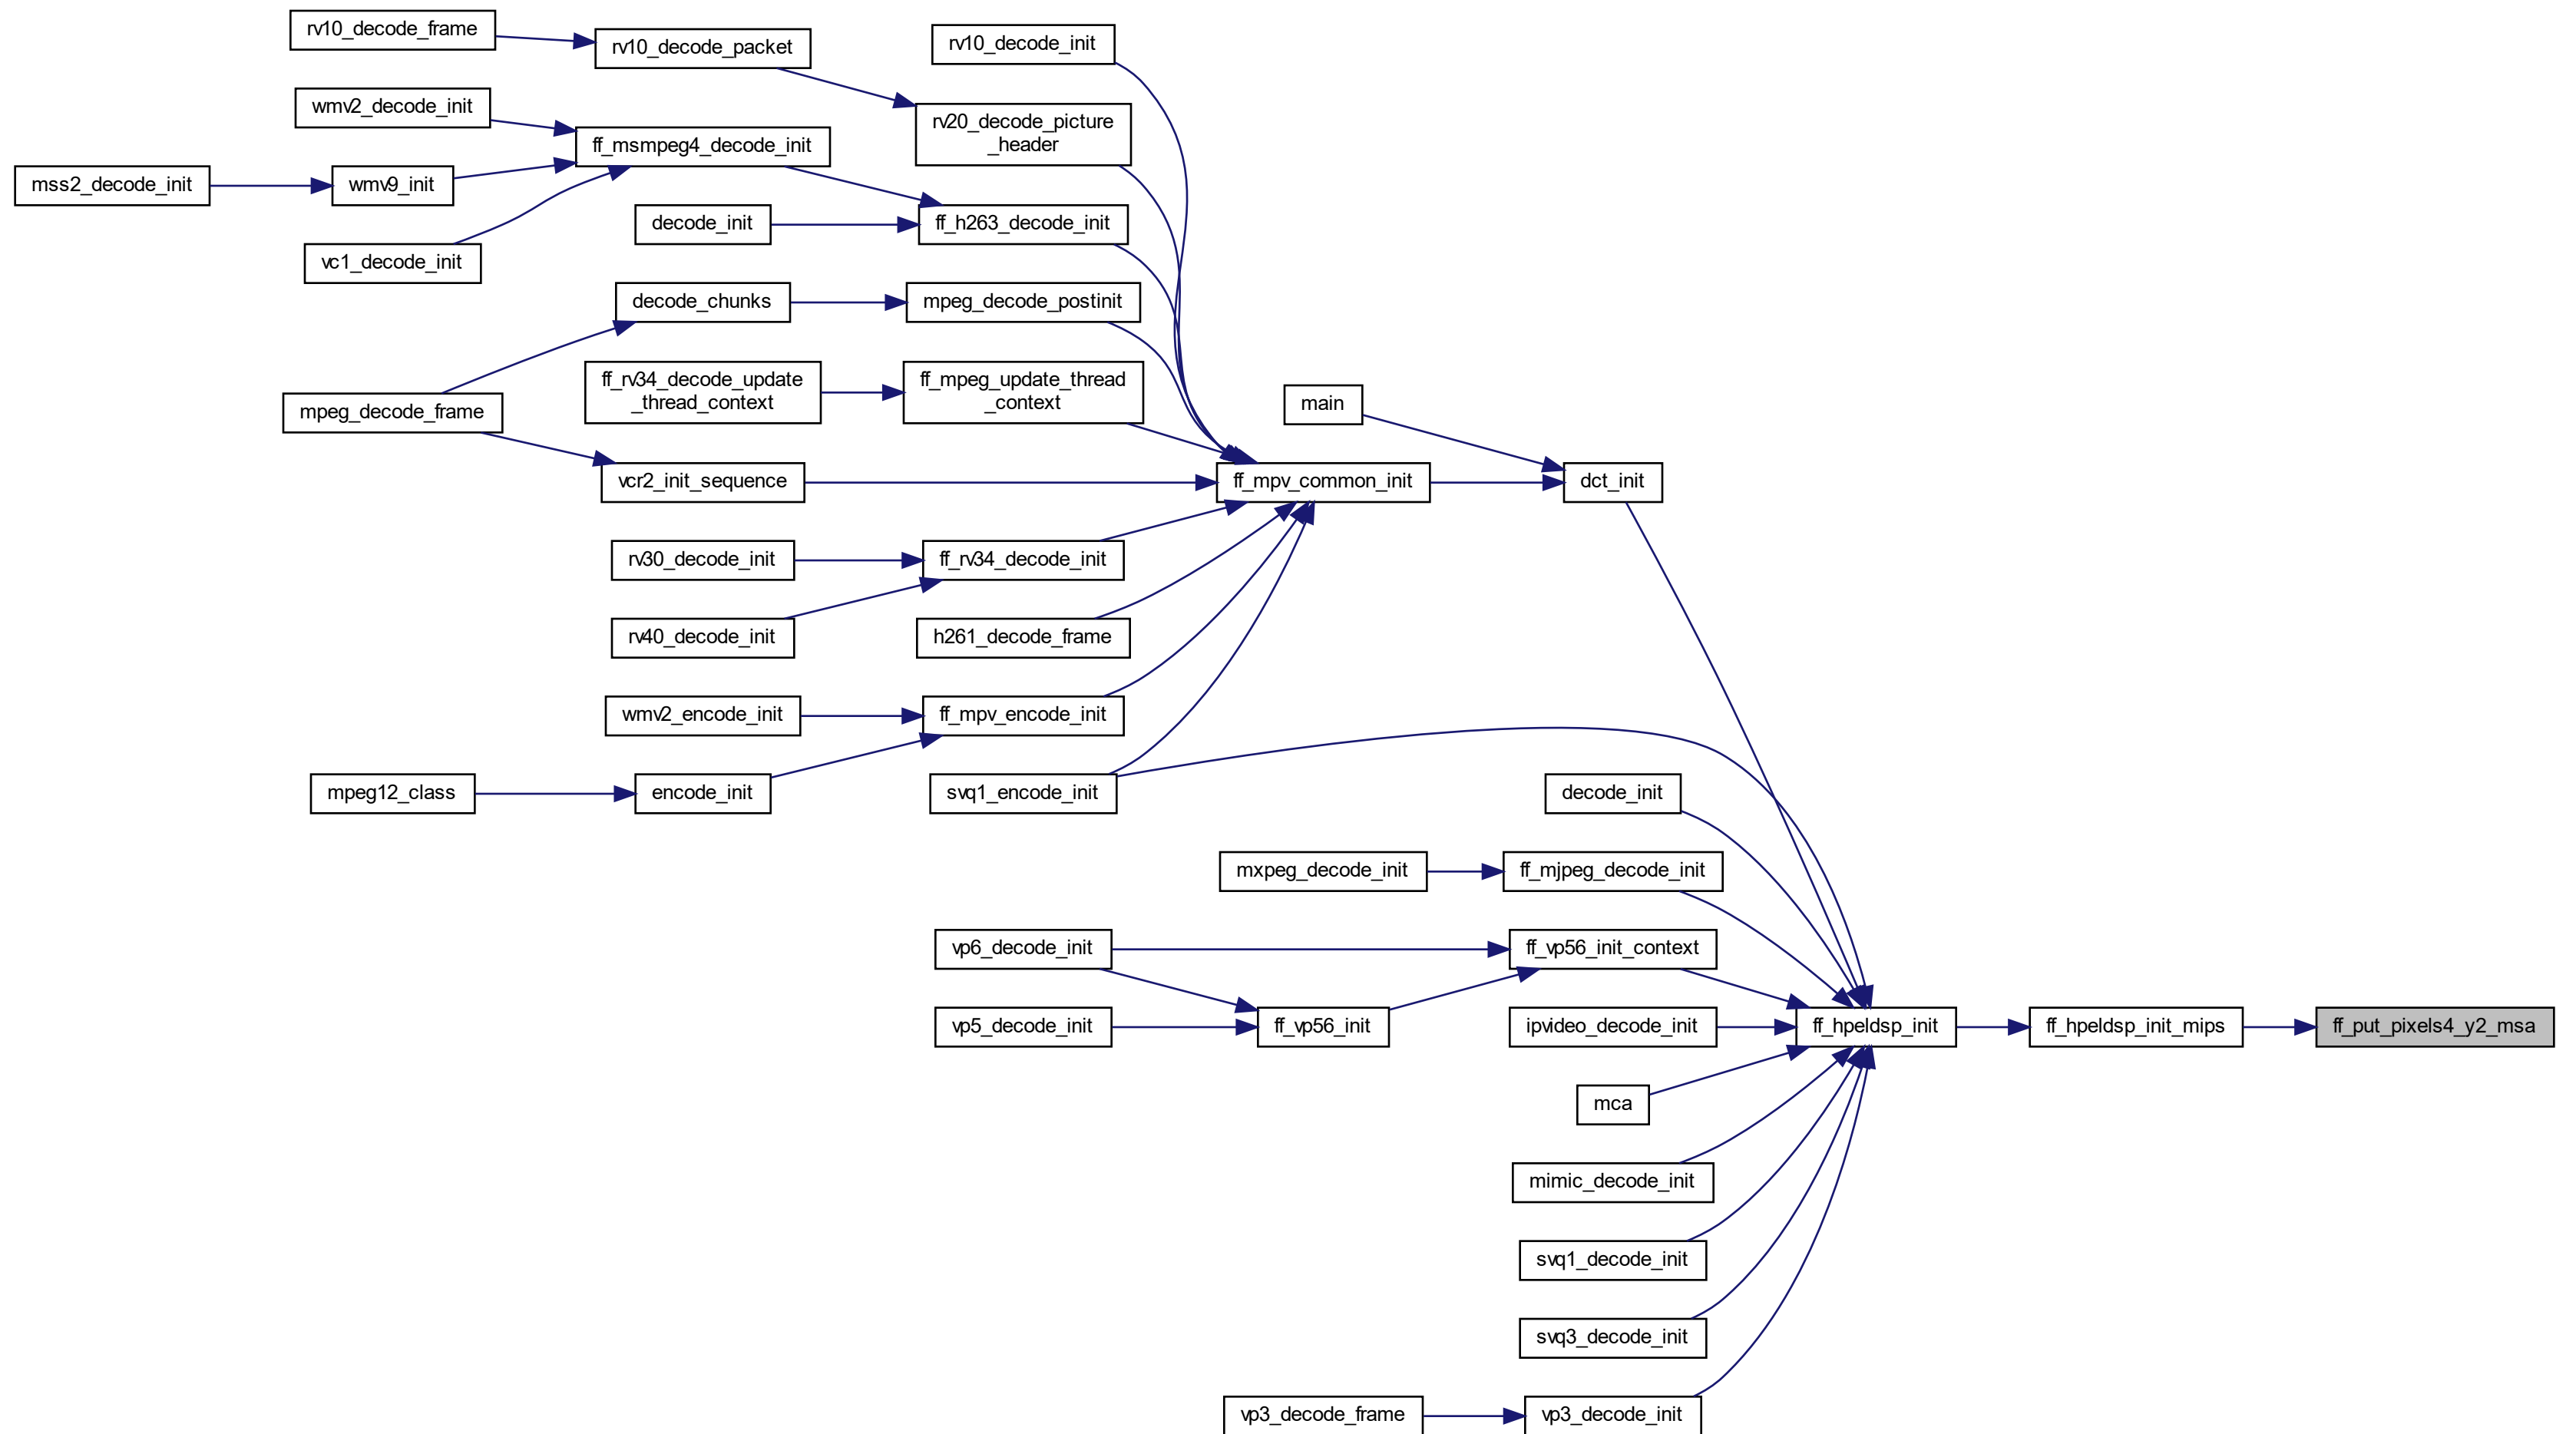 rv10_decode_frame
rv10_decode_packet
rv10_decode_init
wmv2_decode_init
rv20_decode_picture
_header
ff_msmpeg4_decode_init
mss2_decode_init
wmv9_init
decode_init
ff_h263_decode_init
vc1_decode_init
decode_chunks
mpeg_decode_postinit
ff_rv34_decode_update
_thread_context
ff_mpeg_update_thread
_context
main
mpeg_decode_frame
vcr2_init_sequence
ff_mpv_common_init
dct_init
rv30_decode_init
ff_rv34_decode_init
rv40_decode_init
h261_decode_frame
wmv2_encode_init
ff_mpv_encode_init
mpeg12_class
encode_init
svq1_encode_init
decode_init
mxpeg_decode_init
ff_mjpeg_decode_init
vp6_decode_init
ff_vp56_init_context
vp5_decode_init
ff_vp56_init
ipvideo_decode_init
ff_hpeldsp_init
ff_hpeldsp_init_mips
ff_put_pixels4_y2_msa
mca
mimic_decode_init
svq1_decode_init
svq3_decode_init
vp3_decode_frame
vp3_decode_init